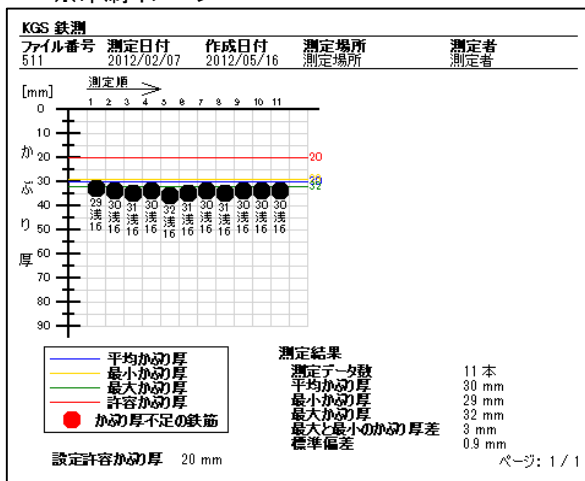 KGS 鉄測
ファイル番号 測定日付 作成日付 測定場所 測定者
511 2012/02/07 2012/05/16 測定場所 測定者
測定順
[mm]
1 2 3 4 5 6 7 8 9 10 11
0
10
20 20
30 30
32
40
50
60
70
80
90
かぶり厚
29 30 31 30 32 31 30 31 30 30 30
浅 浅 浅 浅 浅 浅 浅 浅 浅 浅 浅
16 16 16 16 16 16 16 16 16 16 16
平均かぶり厚
最小かぶり厚
最大かぶり厚
許容かぶり厚
かぶり厚不足の鉄筋
設定許容かぶり厚 20 mm
測定結果
測定データ数 11 本
平均かぶり厚 30 mm
最小かぶり厚 29 mm
最大かぶり厚 32 mm
最大と最小のかぶり厚差 3 mm
標準偏差 0.9 mm
ページ: 1 / 1